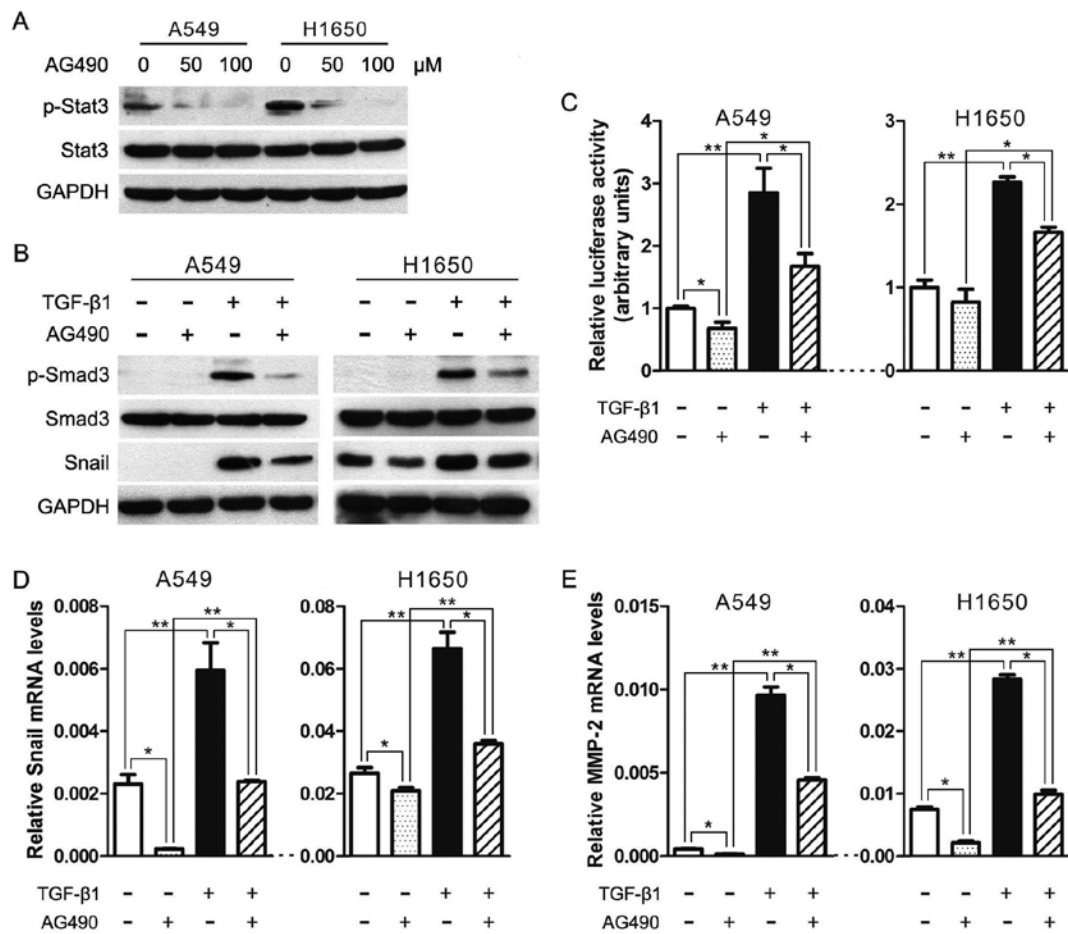 A
A549 H1650
AG490 0 50 100 0 50 100 μM
p-Stat3
Stat3
GAPDH
B
A549 H1650
TGF-β1 – – + + – – + +
AG490 – + – + – + – +
p-Smad3
Smad3
Snail
GAPDH
C
A549 H1650
Relative luciferase activity
(arbitrary units)
4
3
2
1
0
** * * *
3
2
1
0
** * *
TGF-β1 – – + + – – + +
AG490 – + – + – + – +
D
A549 H1650
Relative Snail mRNA levels
0.008
0.006
0.004
0.002
0.000
** ** * *
0.08
0.06
0.04
0.02
0.00
** ** * *
TGF-β1 – – + + – – + +
AG490 – + – + – + – +
E
A549 H1650
Relative MMP-2 mRNA levels
0.015
0.010
0.005
0.000
** ** * *
0.04
0.03
0.02
0.01
0.00
** ** * *
TGF-β1 – – + + – – + +
AG490 – + – + – + – +